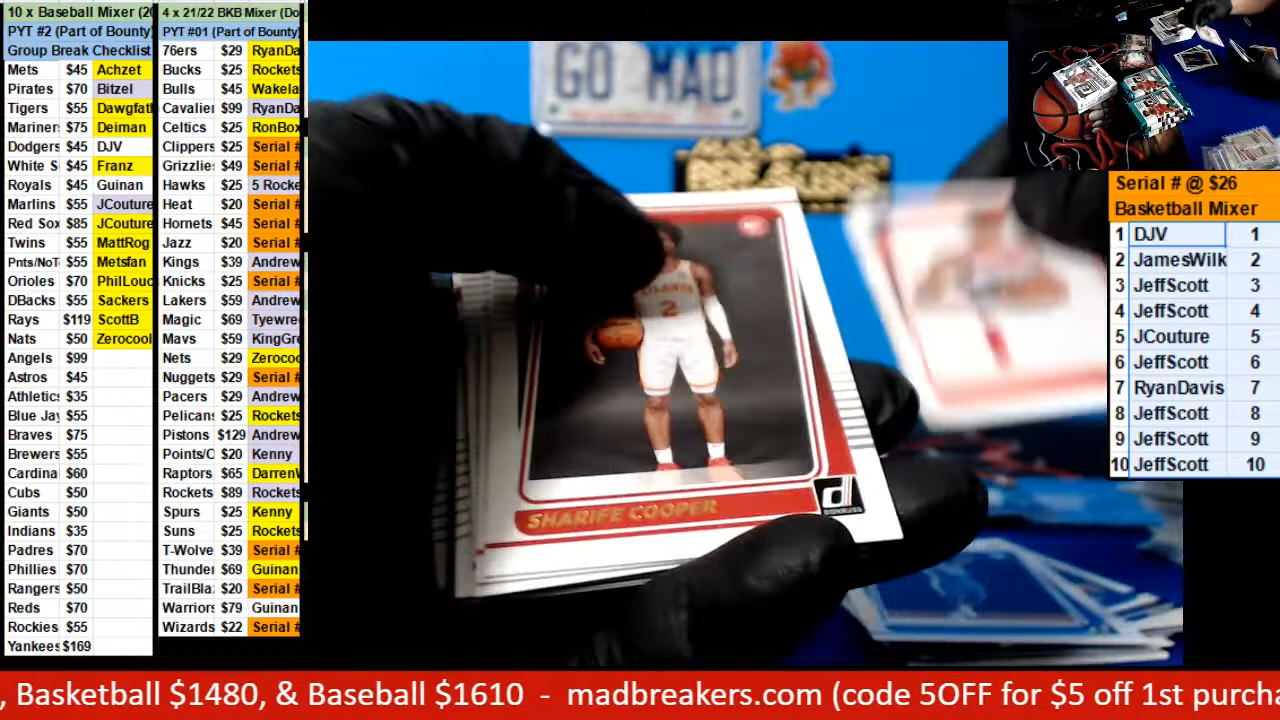 10 x Baseball Mixer (20
PYT #2 (Part of Bounty)
Group Break Checklist
Mets $45 Achzet
Pirates $70 Bitzel
Tigers $55 Dawgfath
Mariners $75 Deiman
Dodgers $45 DJV
White S $45 Franz
Royals $45 Guinan
Marlins $55 JCouture
Red Sox $85 JCouture
Twins $55 MattRog
Pnts/NoT $55 Metsfan
Orioles $70 PhilLouc
DBacks $55 Sackers
Rays $119 ScottB
Nats $50 Zerocool
Angels $99
Astros $45
Athletics $35
Blue Jay $55
Braves $75
Brewers $55
Cardina $60
Cubs $50
Giants $50
Indians $35
Padres $70
Phillies $70
Rangers $50
Reds $70
Rockies $55
Yankees $169
4 x 21/22 BKB Mixer (Do
PYT #01 (Part of Bounty)
76ers $29 RyanDa
Bucks $25 Rockets
Bulls $45 Wakela
Cavalier $99 RyanDa
Celtics $25 RonBox
Clippers $25 Serial #
Grizzlie $49 Serial #
Hawks $25 5 Rocke
Heat $20 Serial #
Hornets $45 Serial #
Jazz $20 Serial #
Kings $39 Andrew
Knicks $25 Serial #
Lakers $59 Andrew
Magic $69 Tyewre
Mavs $59 KingGre
Nets $29 Zerocoo
Nuggets $29 Serial #
Pacers $29 Andrew
Pelicans $25 Rockets
Pistons $129 Andrew
Points/C $20 Kenny
Raptors $65 DarrenW
Rockets $89 Rockets
Spurs $25 Kenny
Suns $25 Rockets
T-Wolve $39 Serial #
Thunder $69 Guinan
TrailBla $20 Serial #
Warriors $79 Guinan
Wizards $22 Serial #
GO MAD
ATLANTA
2
SHARIFE COOPER
d
DONRUSS
Serial # @ $26
Basketball Mixer
1 DJV 1
2 JamesWilk 2
3 JeffScott 3
4 JeffScott 4
5 JCouture 5
6 JeffScott 6
7 RyanDavis 7
8 JeffScott 8
9 JeffScott 9
10 JeffScott 10
, Basketball $1480, & Baseball $1610 - madbreakers.com (code 5OFF for $5 off 1st purcha